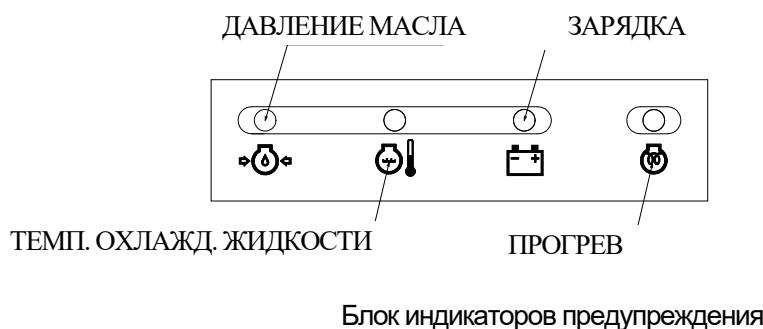 ДАВЛЕНИЕ МАСЛА ЗАРЯДКА
ТЕМП. ОХЛАЖД. ЖИДКОСТИ ПРОГРЕВ
Блок индикаторов предупреждения